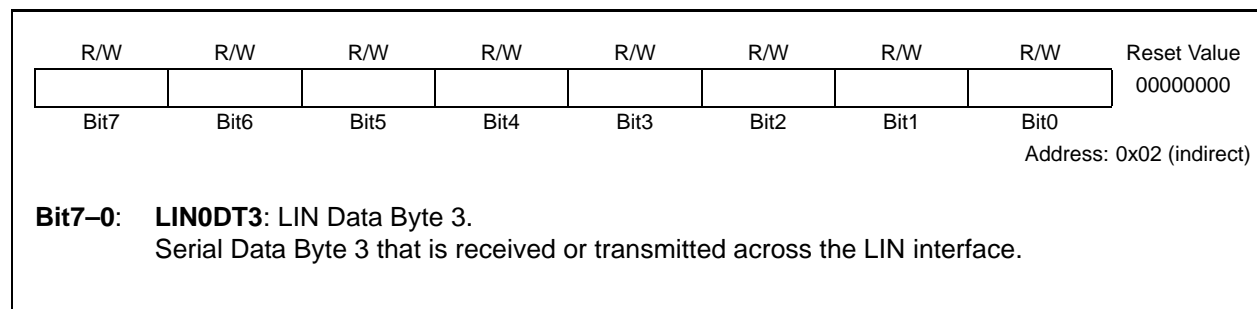 R/W R/W R/W R/W R/W R/W R/W R/W Reset Value
00000000
Bit7 Bit6 Bit5 Bit4 Bit3 Bit2 Bit1 Bit0
Address: 0x02 (indirect)
Bit7–0: LIN0DT3: LIN Data Byte 3.
Serial Data Byte 3 that is received or transmitted across the LIN interface.